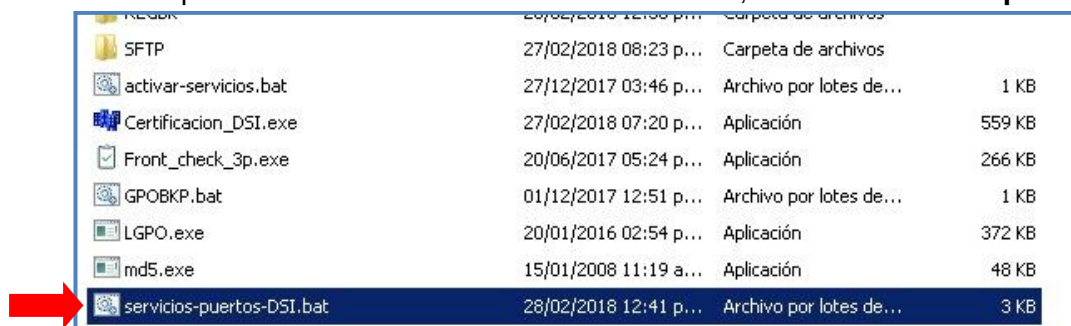 SFTP 27/02/2018 08:23 p... Carpeta de archivos
activar-servicios.bat 27/12/2017 03:46 p... Archivo por lotes de... 1 KB
Certificacion_DSI.exe 27/02/2018 07:20 p... Aplicación 559 KB
Front_check_3p.exe 20/06/2017 05:24 p... Aplicación 266 KB
GPOBKP.bat 01/12/2017 12:51 p... Archivo por lotes de... 1 KB
LGPO.exe 20/01/2016 02:54 p... Aplicación 372 KB
md5.exe 15/01/2008 11:19 a... Aplicación 48 KB
servicios-puertos-DSI.bat 28/02/2018 12:41 p... Archivo por lotes de... 3 KB